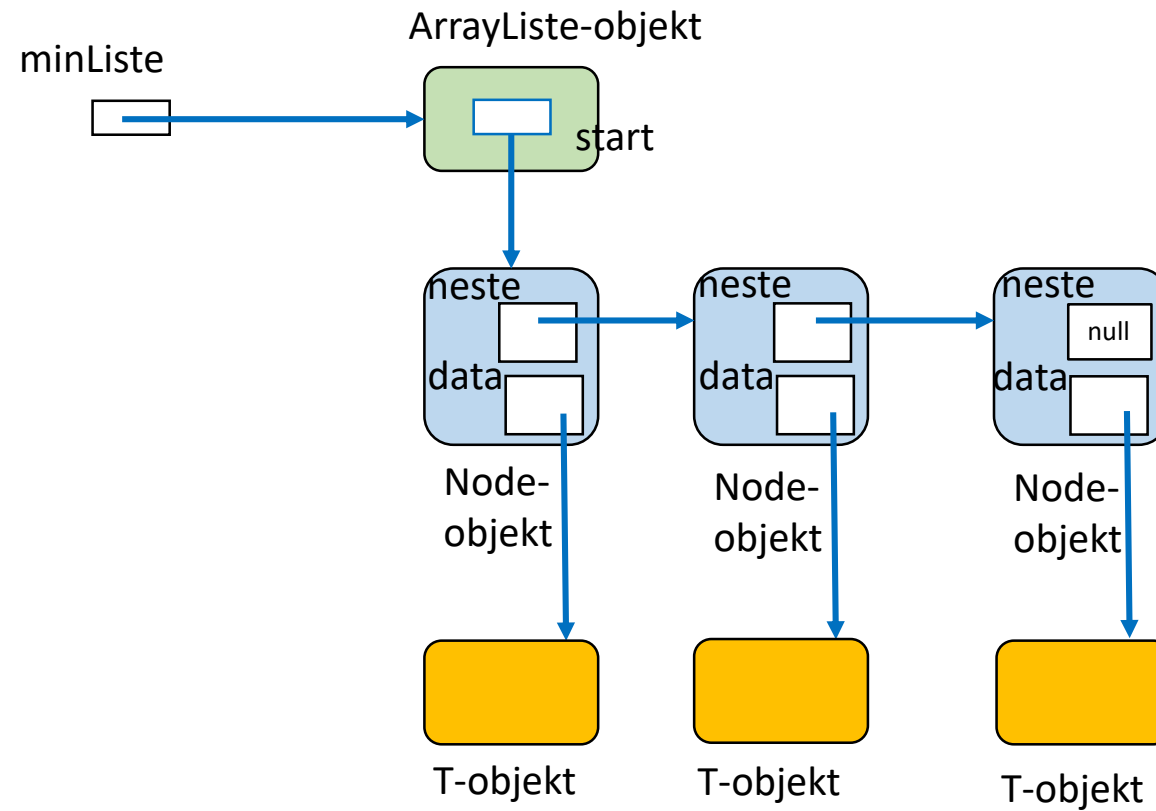 ArrayListe-objekt
minListe
start
neste
neste
neste
null
data
data
data
Node-
objekt
Node-
objekt
Node-
objekt
T-objekt
T-objekt
T-objekt